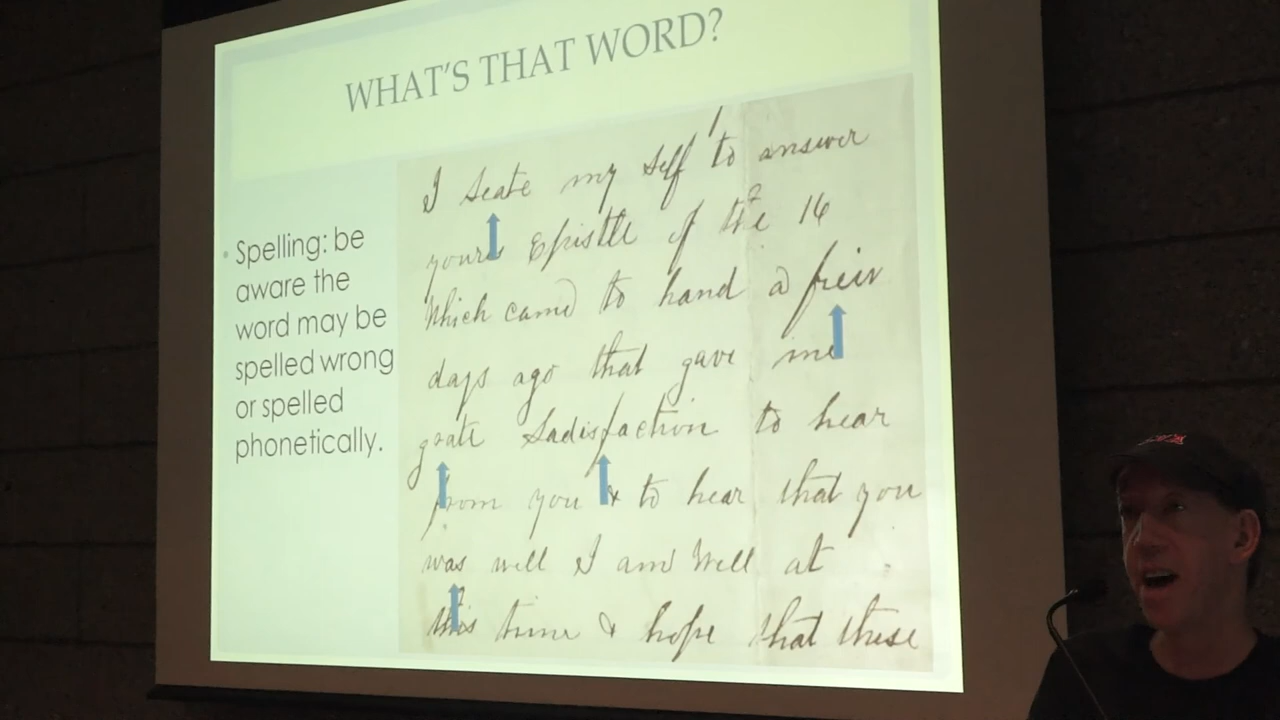 WHAT'S THAT WORD?
• Spelling: be
aware the
word may be
spelled wrong
or spelled
phonetically.
I Seate my self to answer
yours Epistle of the 16
Which came to hand a freiv
days ago that gave me
grate Sadisfaction to hear
from you & to hear that you
was well I am Well at
this time & hope that these